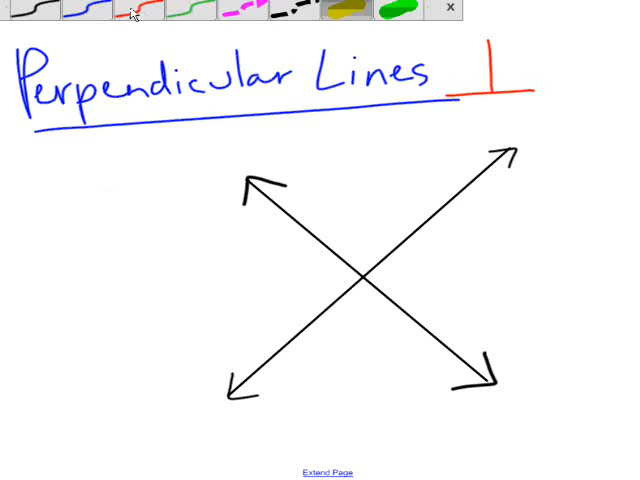 Perpendicular Lines ⊥
Extend Page